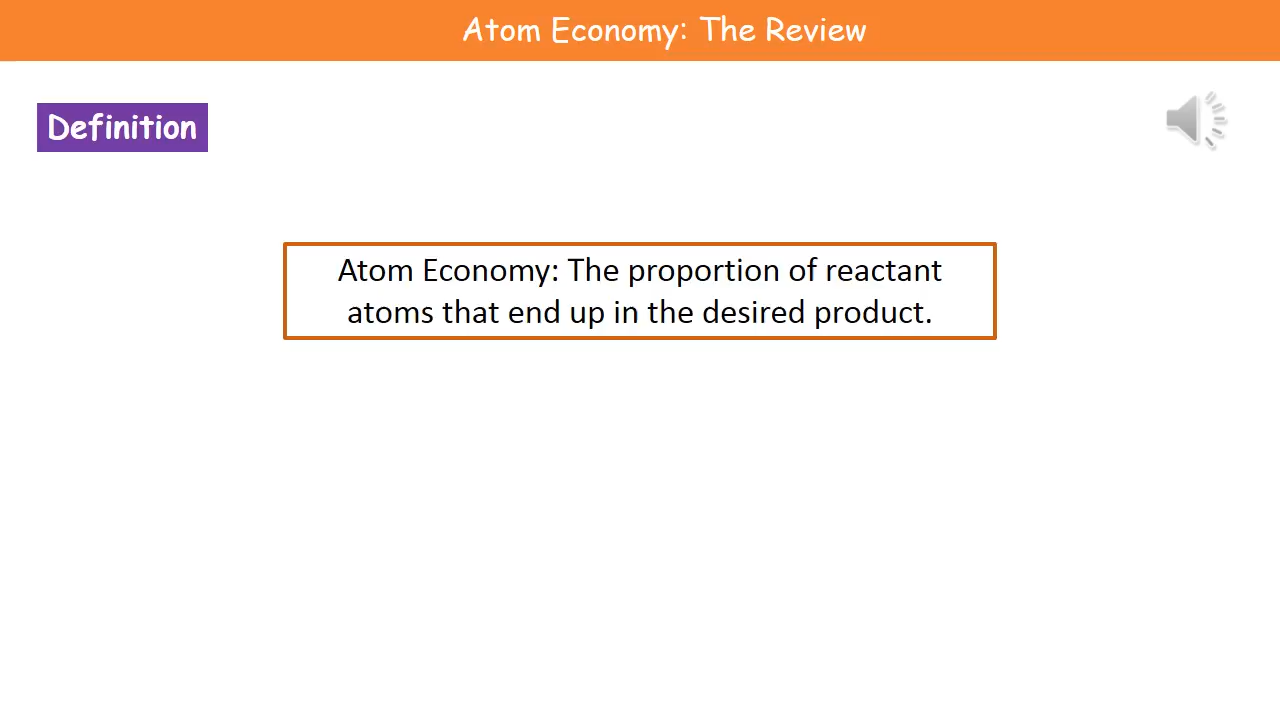 Atom Economy: The Review
Definition
Atom Economy: The proportion of reactant
atoms that end up in the desired product.